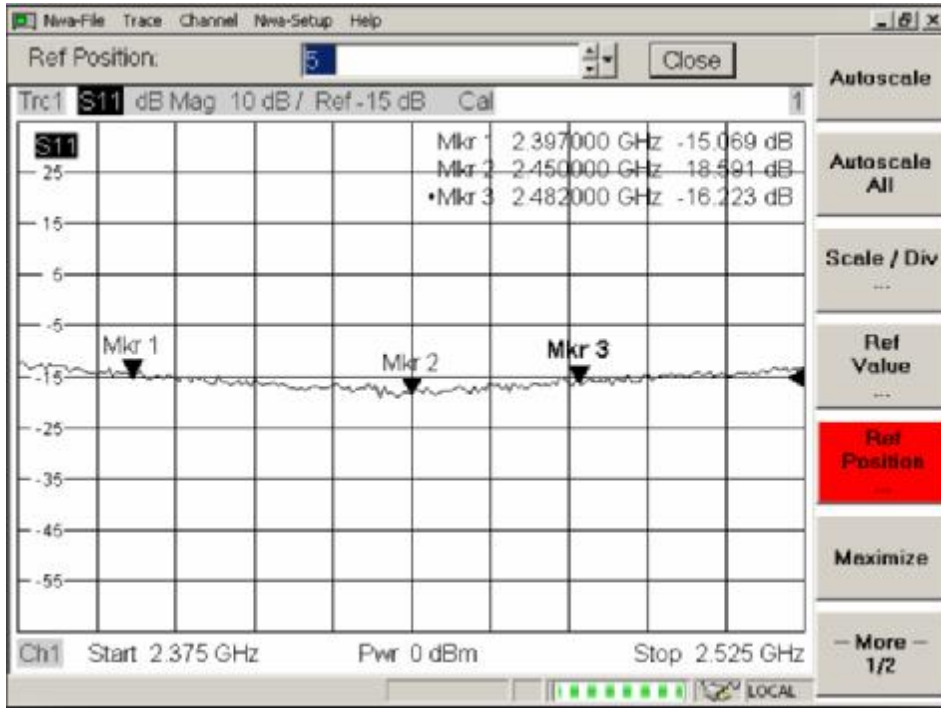 Nwa-File Trace Channel Nwa-Setup Help
Ref Position: 5 Close
Trc1 S11 dB Mag 10 dB / Ref -15 dB Cal 1
S11
Mkr 1 2.397000 GHz -15.069 dB
Mkr 2 2.450000 GHz -18.591 dB
•Mkr 3 2.482000 GHz -16.223 dB
25
15
5
-5
-15
-25
-35
-45
-55
Mkr 1
Mkr 2
Mkr 3
Ch1 Start 2.375 GHz Pwr 0 dBm Stop 2.525 GHz
LOCAL
Autoscale
Autoscale
All
Scale / Div
...
Ref
Value
...
Ref
Position
...
Maximize
— More —
1/2